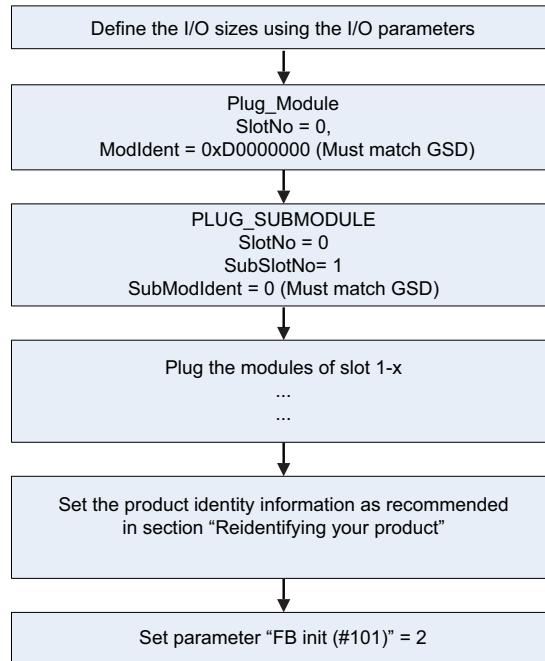 Define the I/O sizes using the I/O parameters
Plug_Module
SlotNo = 0,
ModIdent = 0xD0000000 (Must match GSD)
PLUG_SUBMODULE
SlotNo = 0
SubSlotNo= 1
SubModIdent = 0 (Must match GSD)
Plug the modules of slot 1-x
...
...
Set the product identity information as recommended
in section “Reidentifying your product”
Set parameter “FB init (#101)” = 2